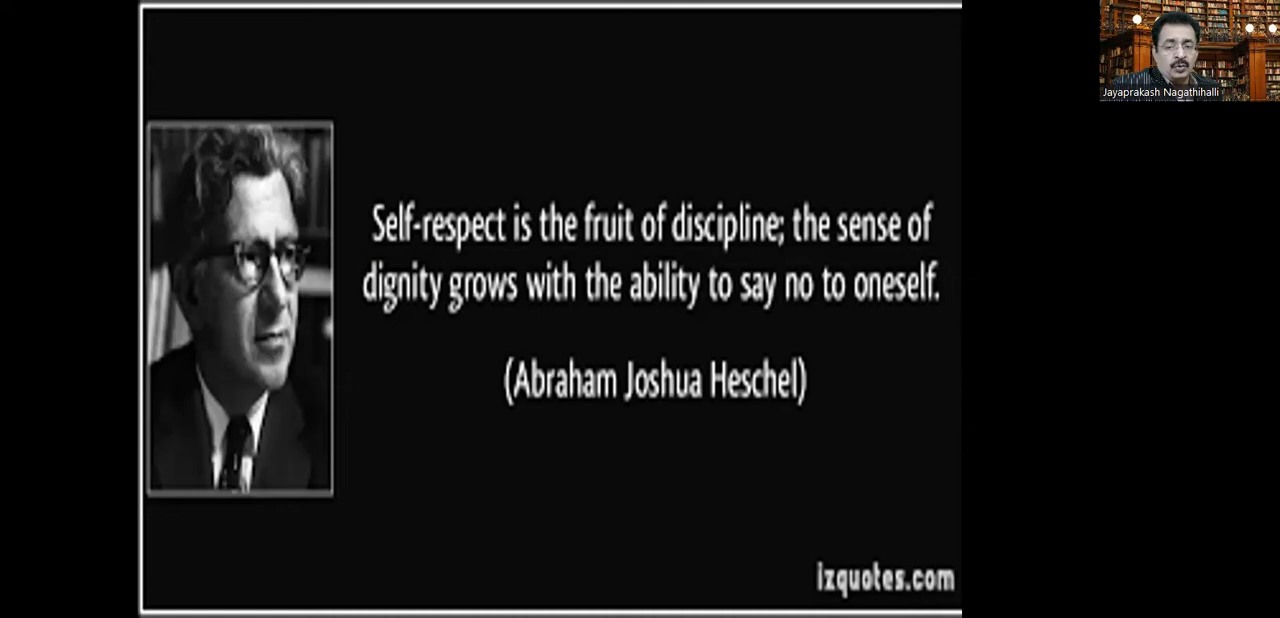 Self-respect is the fruit of discipline; the sense of
dignity grows with the ability to say no to oneself.
(Abraham Joshua Heschel)
izquotes.com
Jayaprakash Nagathihalli